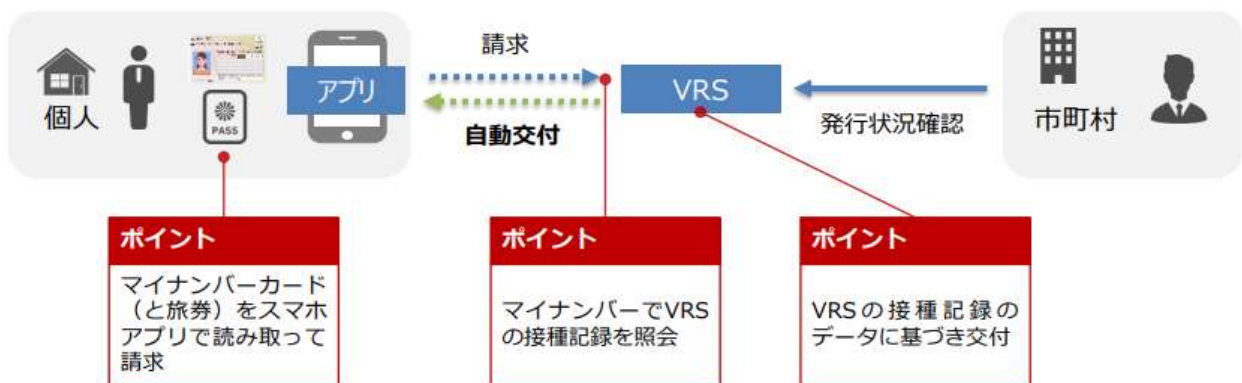 請求
アプリ
VRS
個人
PASS
自動交付
発行状況確認
市町村
ポイント
マイナンバーカード
（と旅券）をスマホ
アプリで読み取って
請求
ポイント
マイナンバーでVRS
の接種記録を照会
ポイント
VRSの接種記録の
データに基づき交付